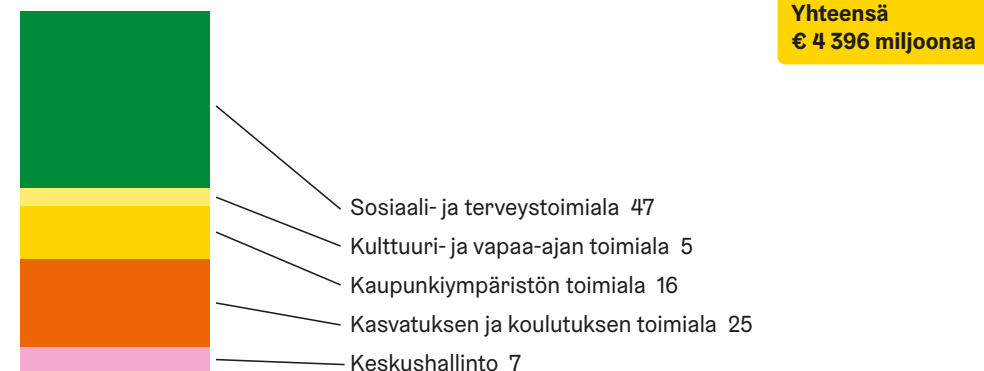 Yhteensä
€ 4 396 miljoonaa
Sosiaali- ja terveystoimiala 47
Kulttuuri- ja vapaa-ajan toimiala 5
Kaupunkiympäristön toimiala 16
Kasvatuksen ja koulutuksen toimiala 25
Keskushallinto 7